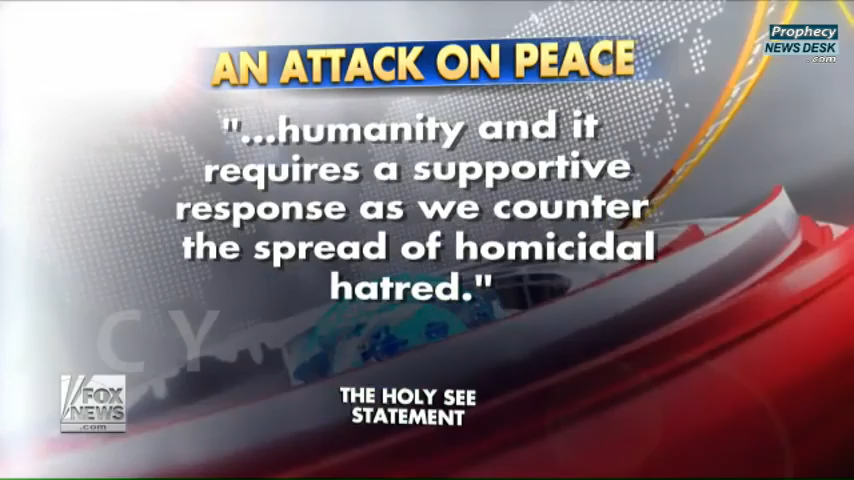 Prophecy
NEWS DESK
.com
AN ATTACK ON PEACE
"...humanity and it
requires a supportive
response as we counter
the spread of homicidal
hatred."
CY
FOX
NEWS
.com
THE HOLY SEE
STATEMENT